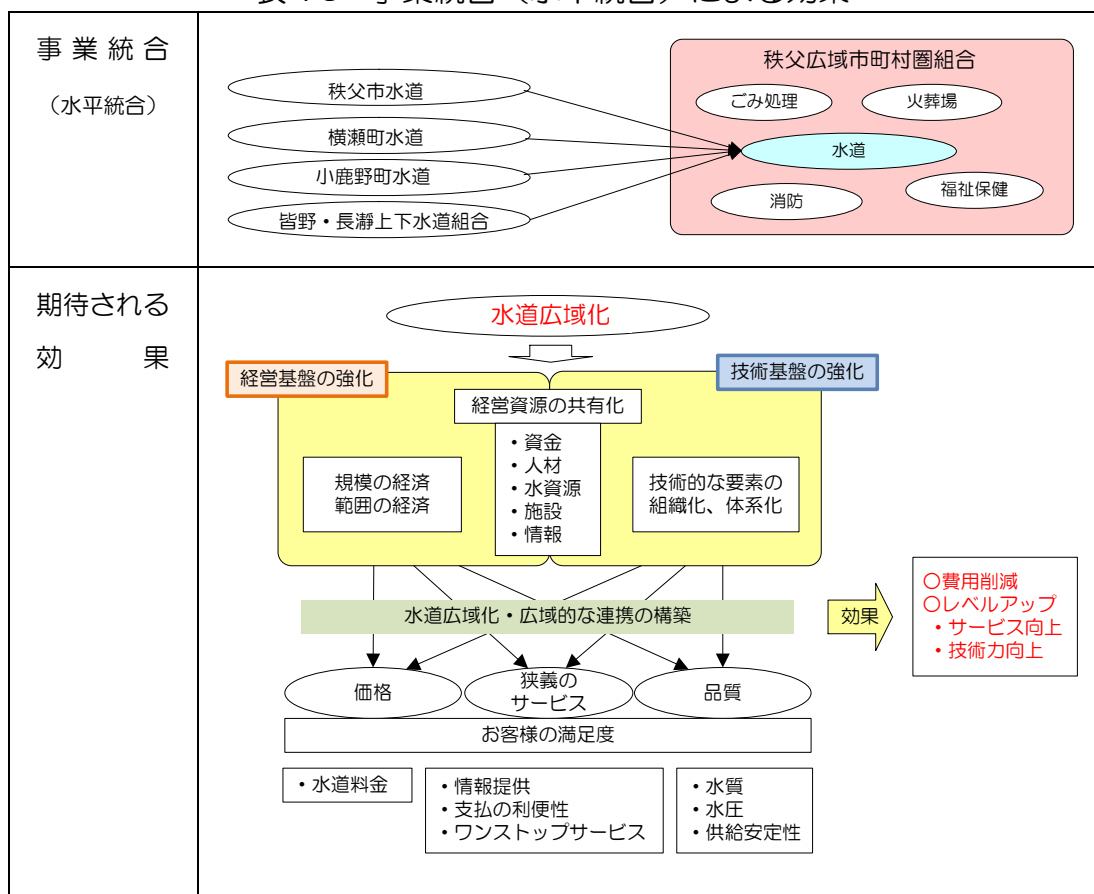 事業統合
（水平統合）
秩父市水道
横瀬町水道
小鹿野町水道
皆野・長瀞上下水道組合
秩父広域市町村圏組合
ごみ処理
火葬場
水道
消防
福祉保健
期待される
効果
水道広域化
経営基盤の強化
技術基盤の強化
経営資源の共有化
・資金
・人材
・水資源
・施設
・情報
規模の経済
範囲の経済
技術的な要素の
組織化、体系化
水道広域化・広域的な連携の構築
効果
〇費用削減
〇レベルアップ
・サービス向上
・技術力向上
価格
狭義の
サービス
品質
お客様の満足度
・水道料金
・情報提供
・支払の利便性
・ワンストップサービス
・水質
・水圧
・供給安定性